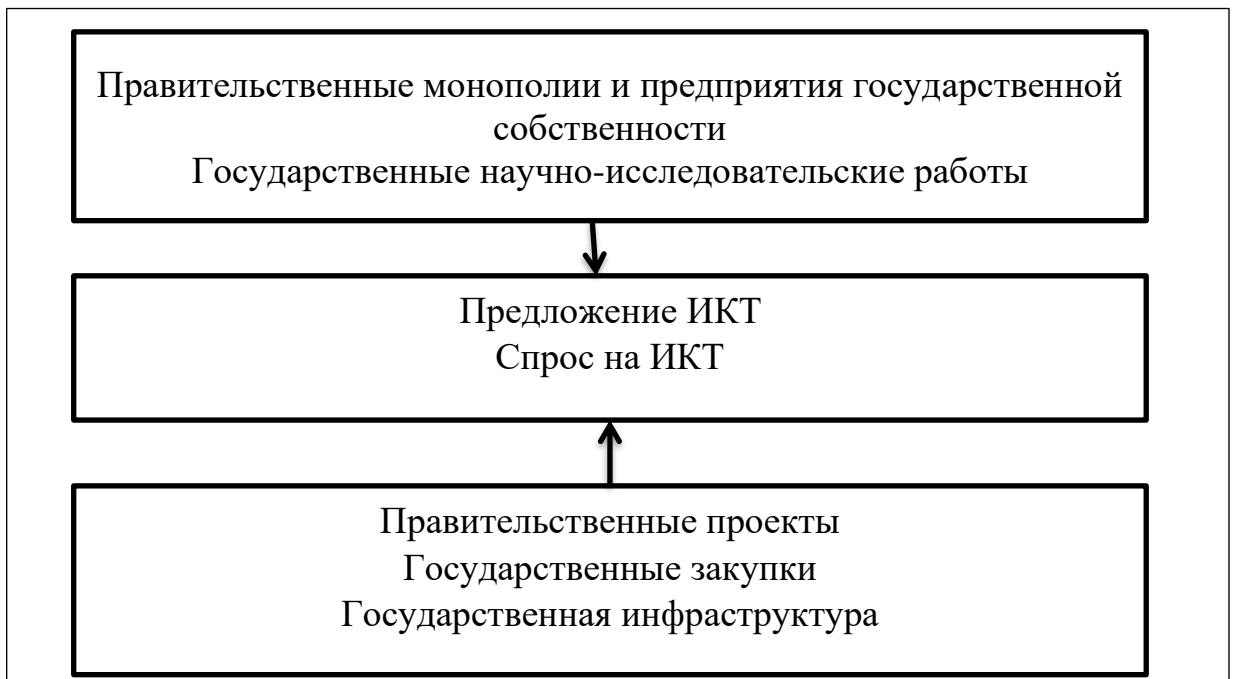 Правительственные монополии и предприятия государственной
собственности
Государственные научно-исследовательские работы
Предложение ИКТ
Спрос на ИКТ
Правительственные проекты
Государственные закупки
Государственная инфраструктура